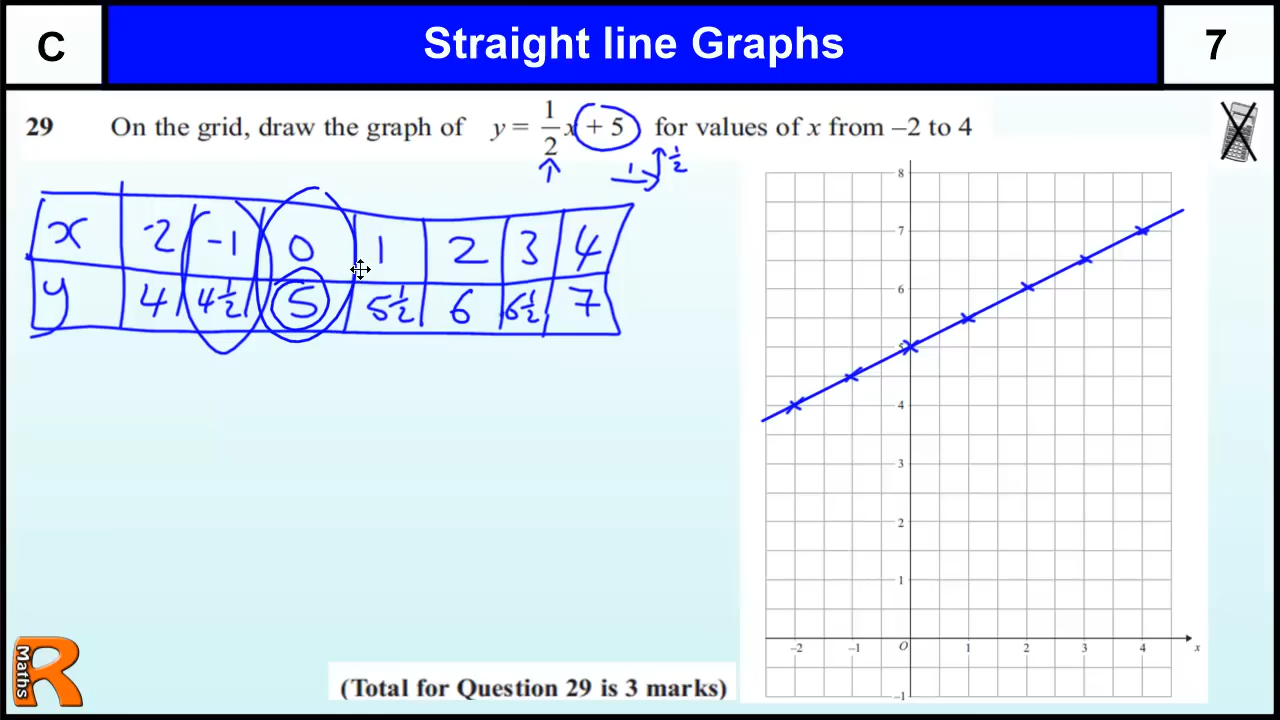 C Straight line Graphs 7
29 On the grid, draw the graph of y = 1/2 x + 5 for values of x from –2 to 4
1 1/2
x -2 -1 0 1 2 3 4
y 4 4½ 5 5½ 6 6½ 7
8
7
6
5
4
3
2
1
–2 –1 O 1 2 3 4 x
–1
Maths R
(Total for Question 29 is 3 marks)